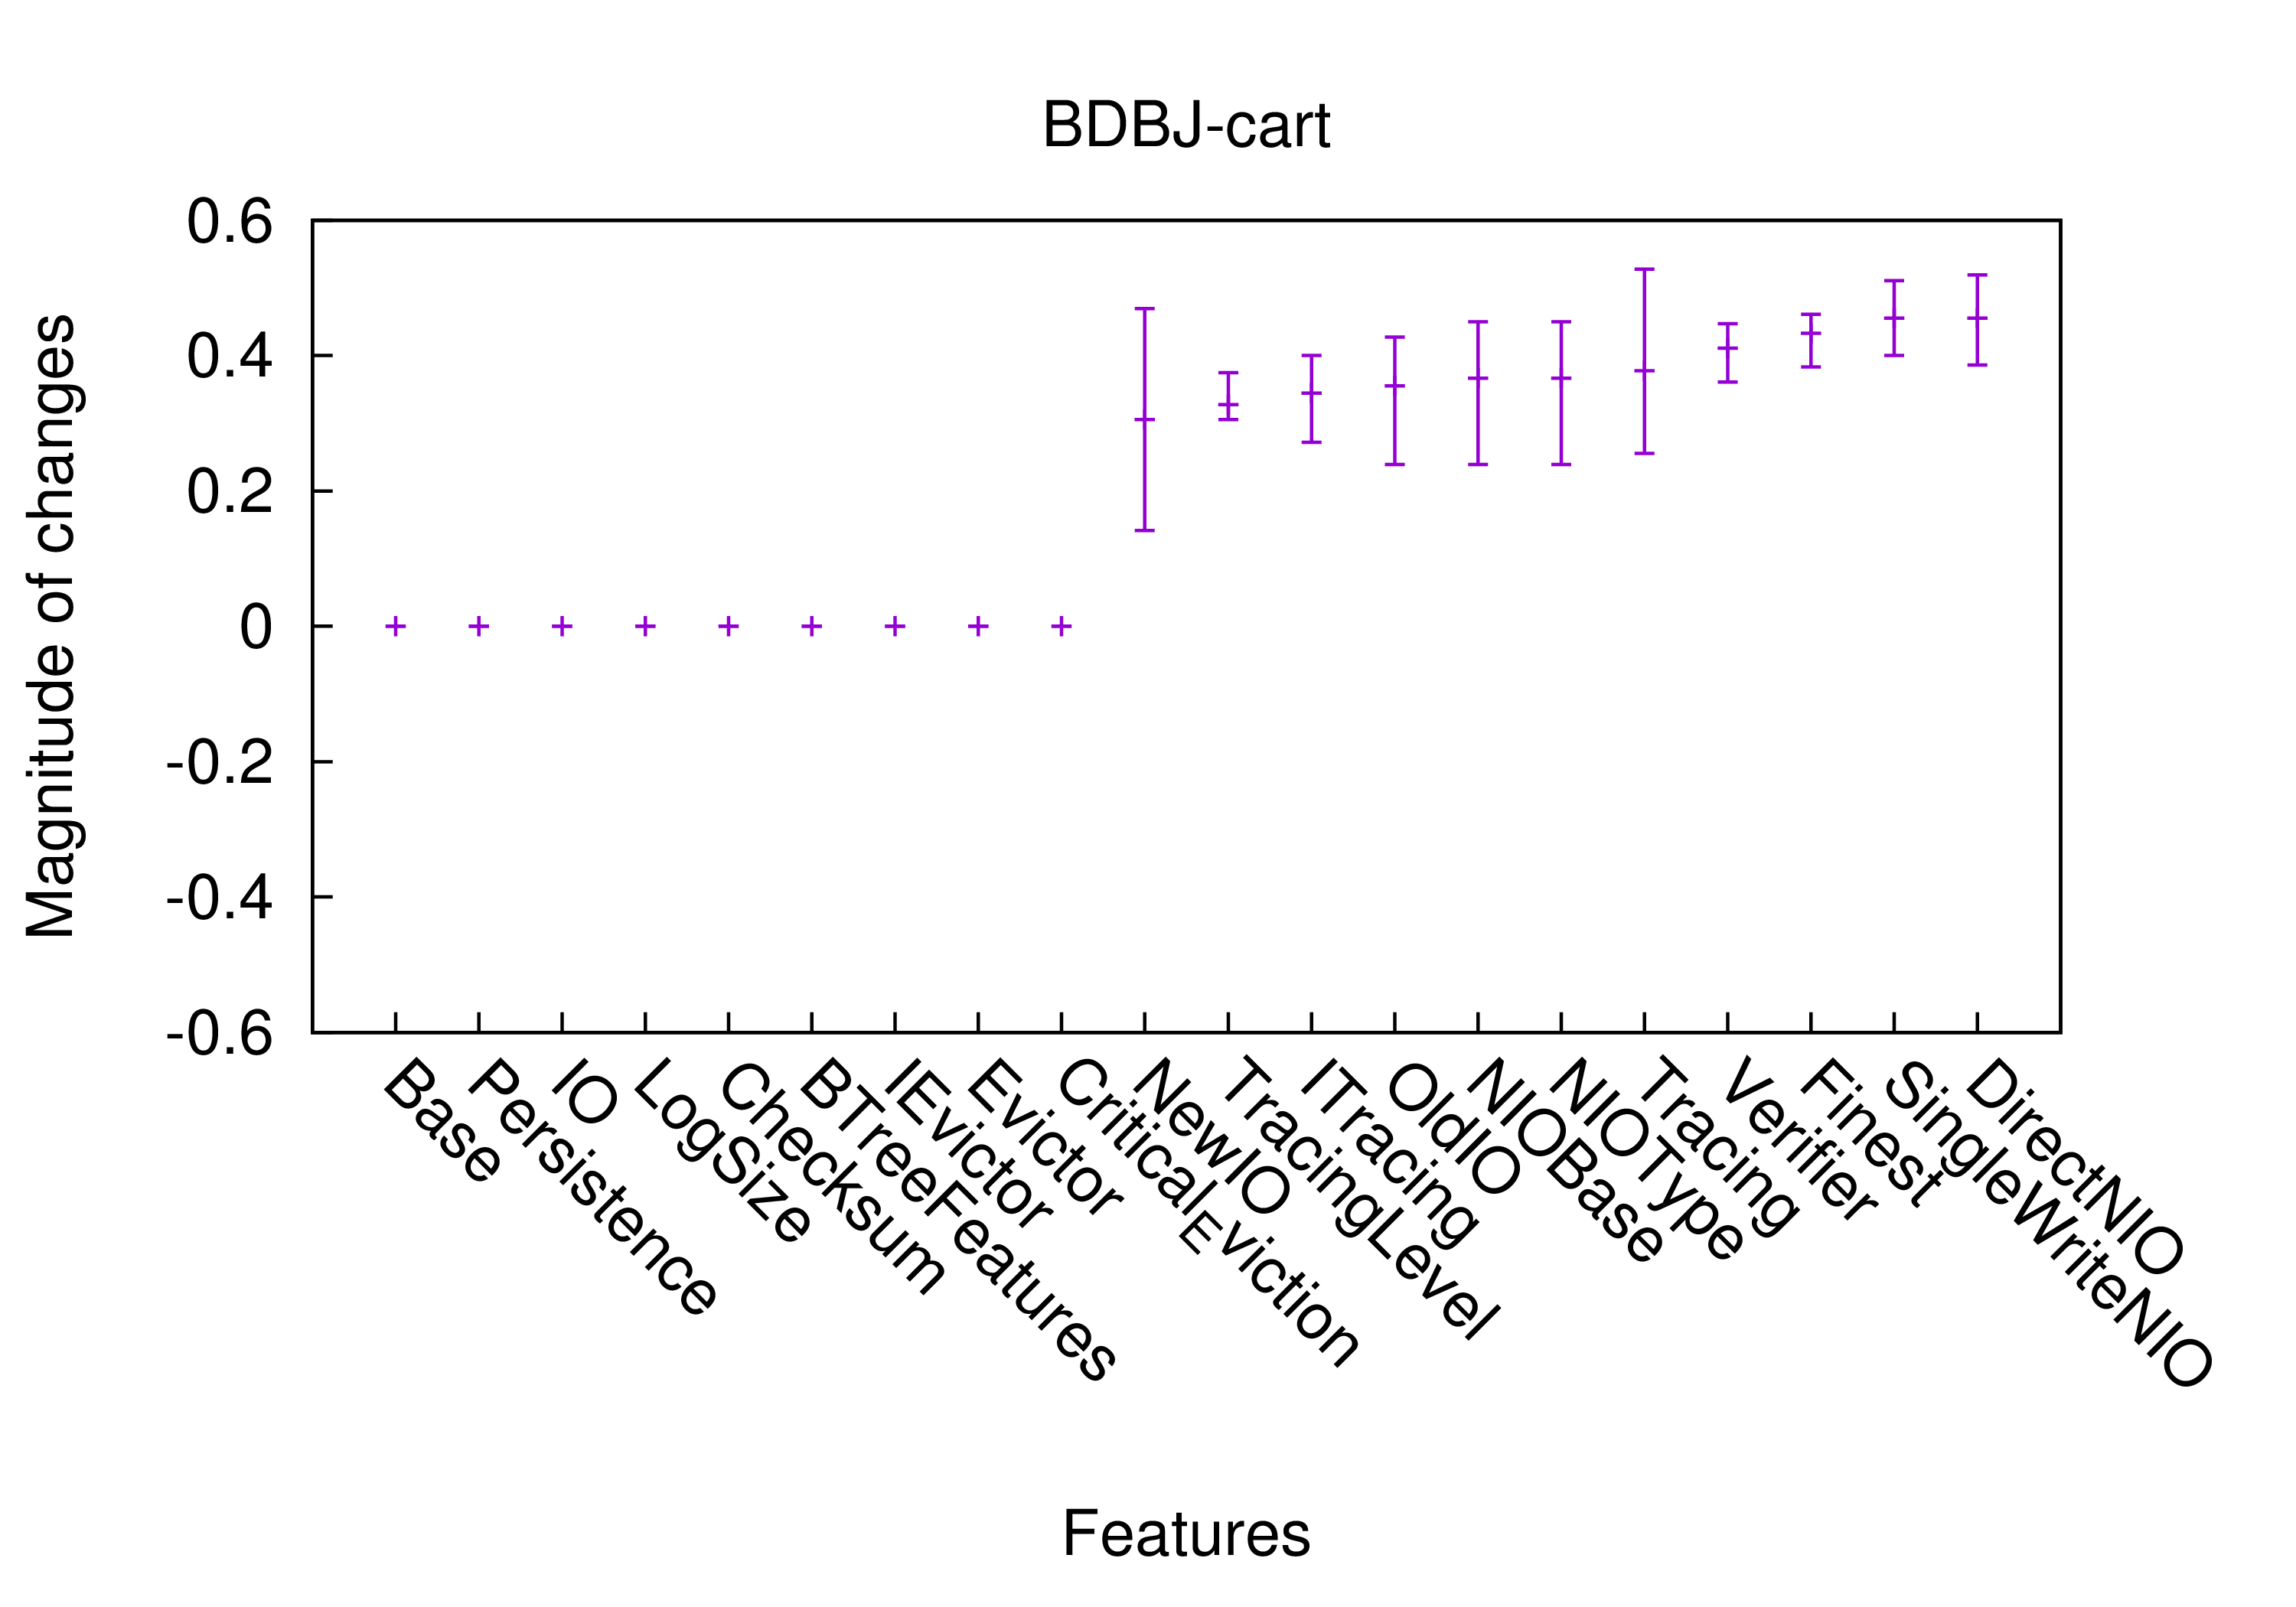 BDBJ-cart
0.6
0.4
0.2
0
-0.2
-0.4
-0.6
Magnitude of changes
Base
Persistence
IO
LogSize
Checksum
BTreeFeatures
IEvictor
Evictor
CriticalEviction
NewIO
TracingLevel
ITracing
OldIO
NIOBase
NIOType
Tracing
Verifier
Finest
SingleWriteNIO
DirectNIO
Features